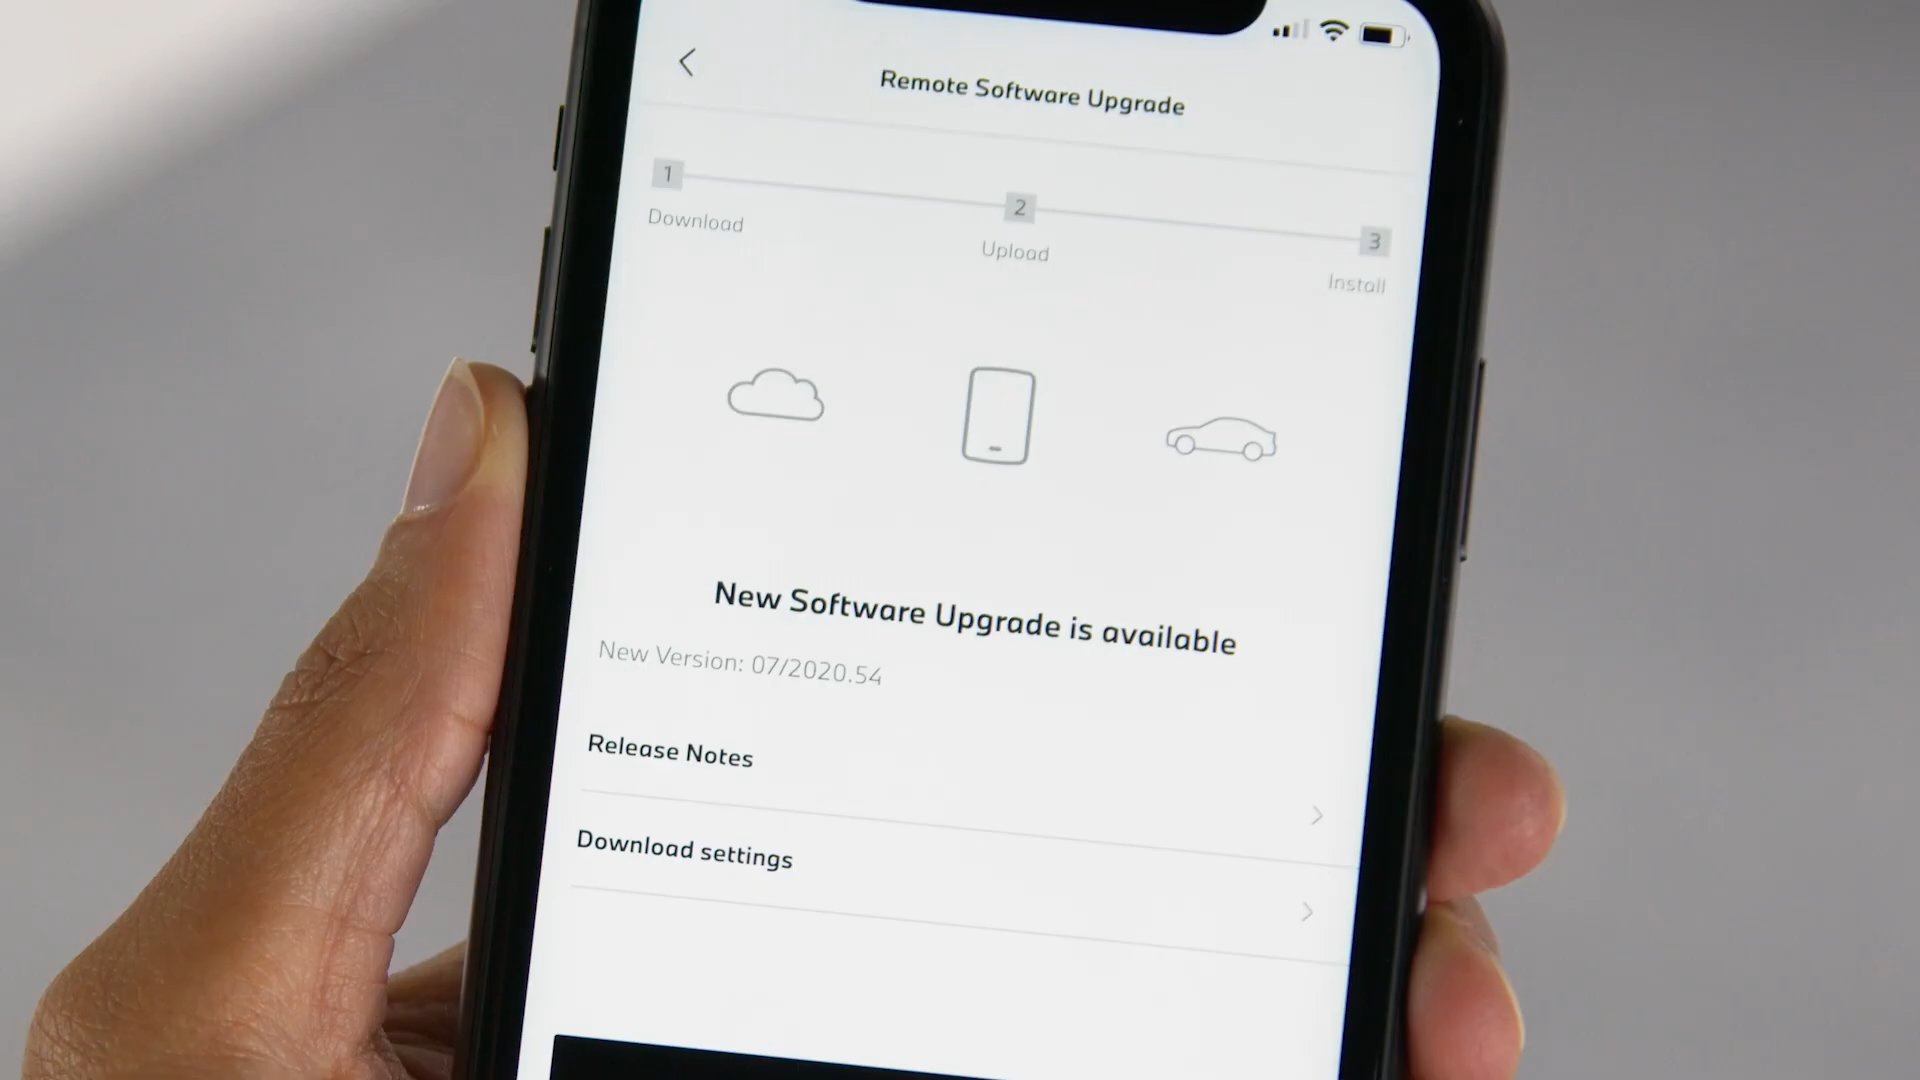 Remote Software Upgrade
1
2
3
Download
Upload
Install
New Software Upgrade is available
New Version: 07/2020.54
Release Notes
Download settings